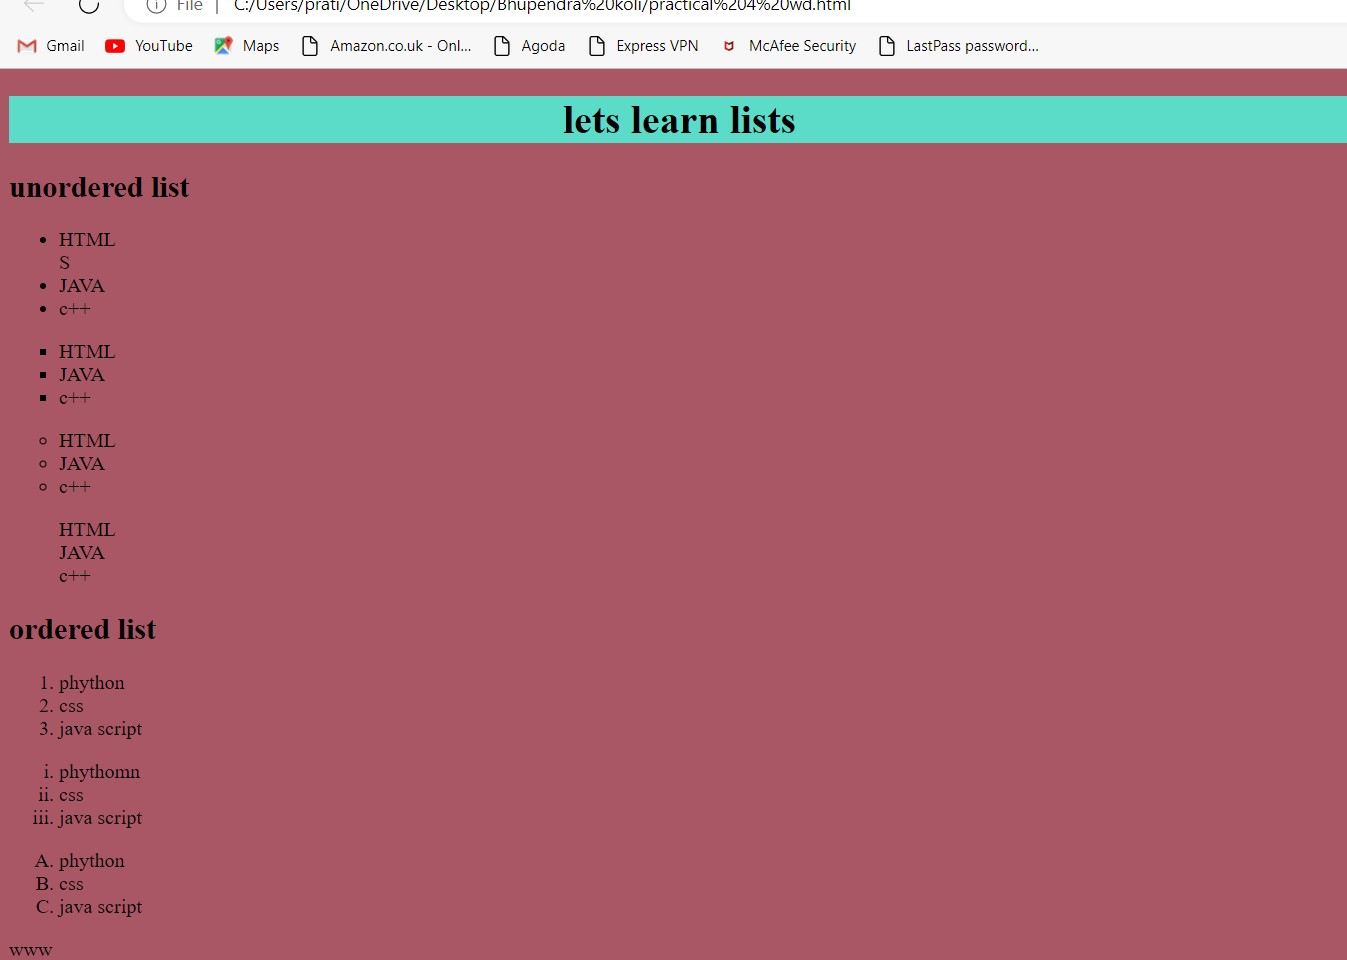 File | C:/Users/prati/OneDrive/Desktop/Bhupendra%20koli/practical%204%20wd.html
Gmail YouTube Maps Amazon.co.uk - Onl... Agoda Express VPN McAfee Security LastPass password...
lets learn lists
unordered list
• HTML
S
• JAVA
• c++
▪ HTML
▪ JAVA
▪ c++
◦ HTML
◦ JAVA
◦ c++
HTML
JAVA
c++
ordered list
1. phython
2. css
3. java script
i. phythomn
ii. css
iii. java script
A. phython
B. css
C. java script
www